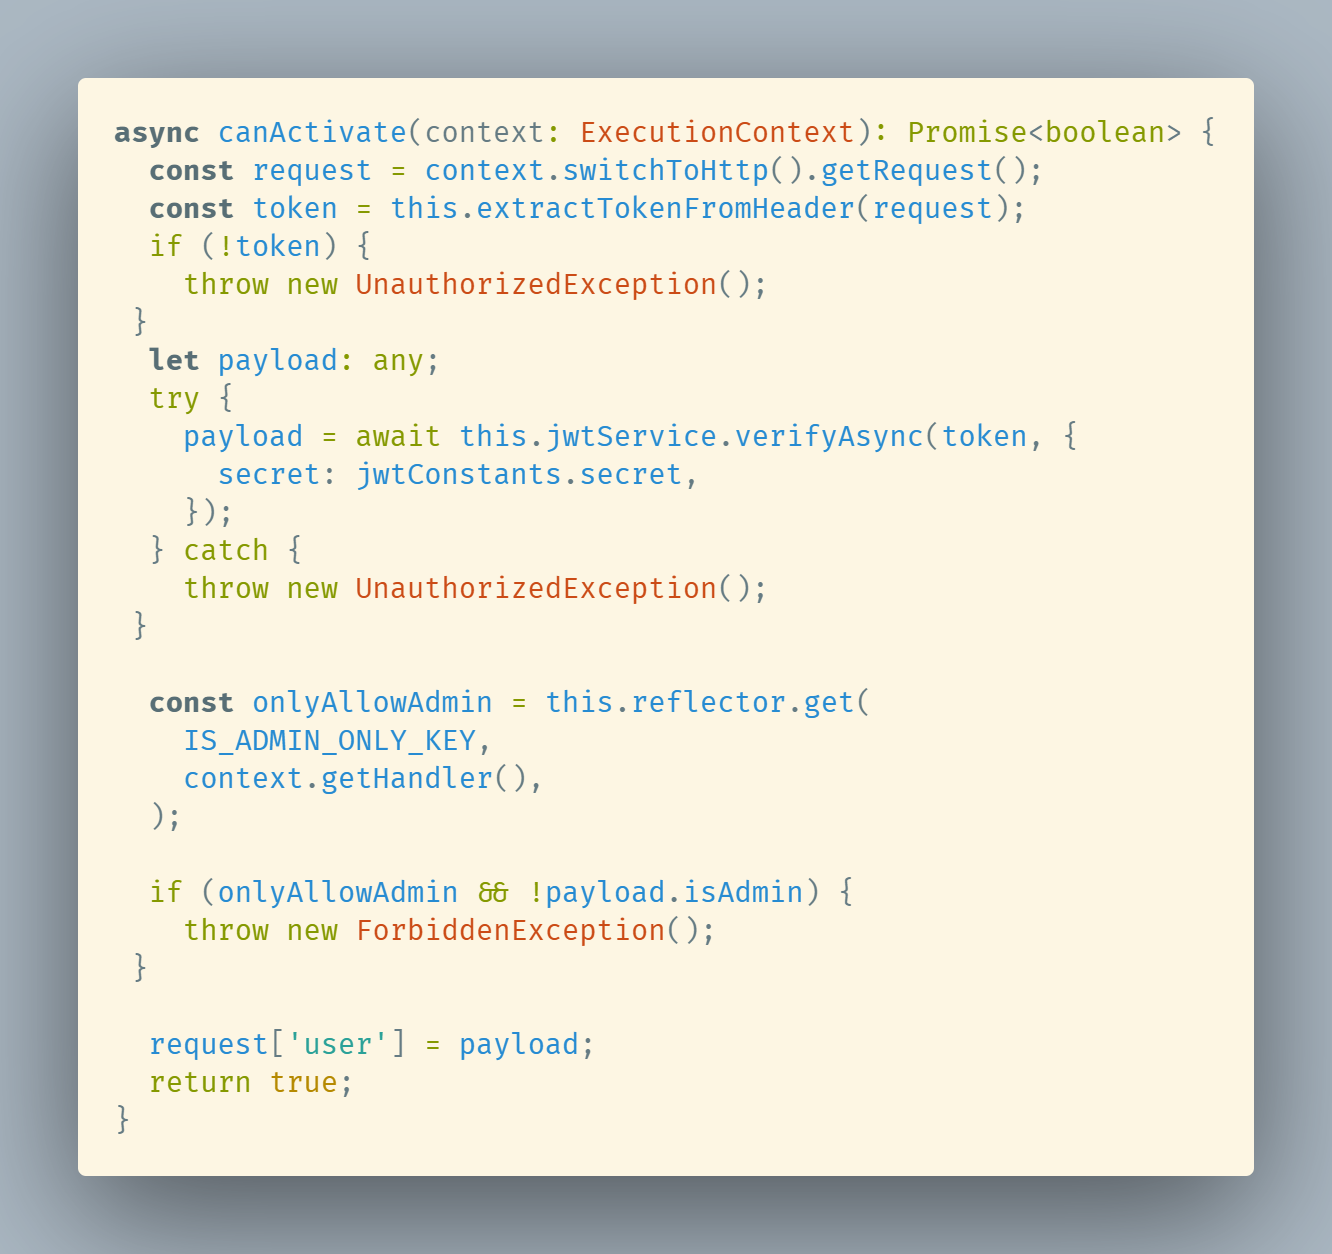 async canActivate(context: ExecutionContext): Promise<boolean> {
  const request = context.switchToHttp().getRequest();
  const token = this.extractTokenFromHeader(request);
  if (!token) {
    throw new UnauthorizedException();
 }
  let payload: any;
  try {
    payload = await this.jwtService.verifyAsync(token, {
      secret: jwtConstants.secret,
    });
  } catch {
    throw new UnauthorizedException();
 }

  const onlyAllowAdmin = this.reflector.get(
    IS_ADMIN_ONLY_KEY,
    context.getHandler(),
  );

  if (onlyAllowAdmin && !payload.isAdmin) {
    throw new ForbiddenException();
 }

  request['user'] = payload;
  return true;
}